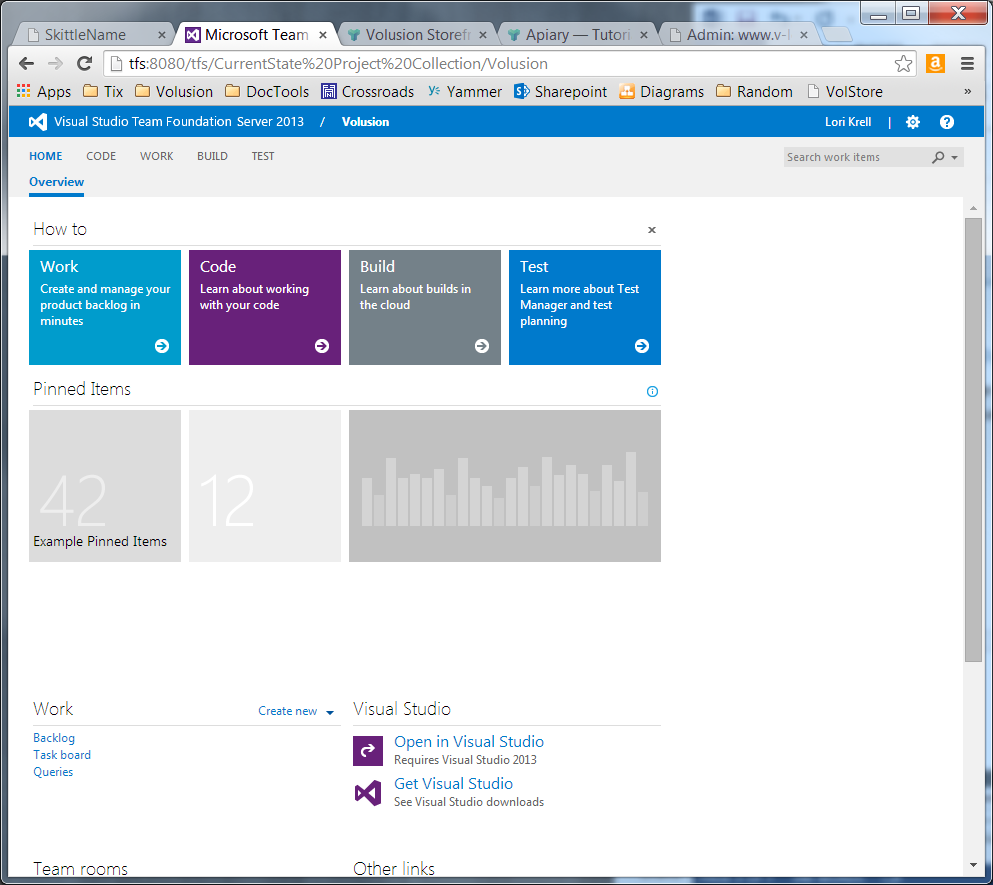 SkittleName
Microsoft Team
Volusion Storef
Apiary — Tutori
Admin: www.v-l
tfs:8080/tfs/CurrentState%20Project%20Collection/Volusion
Apps Tix Volusion DocTools Crossroads Yammer Sharepoint Diagrams Random VolStore »
Visual Studio Team Foundation Server 2013 / Volusion
Lori Krell |
HOME CODE WORK BUILD TEST
Search work items
Overview
How to
Work
Create and manage your
product backlog in
minutes
Code
Learn about working
with your code
Build
Learn about builds in
the cloud
Test
Learn more about Test
Manager and test
planning
Pinned Items
42
Example Pinned Items
12
Work
Create new
Backlog
Task board
Queries
Visual Studio
Open in Visual Studio
Requires Visual Studio 2013
Get Visual Studio
See Visual Studio downloads
Team rooms
Other links